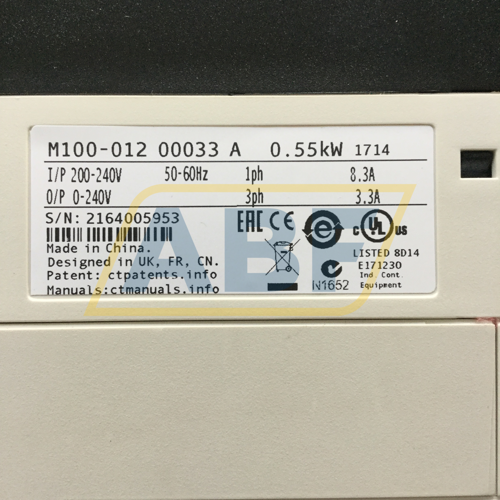 M100-012 00033 A 0.55kW 1714
I/P 200-240V 50-60Hz 1ph 8.3A
O/P 0-240V 3ph 3.3A
S/N: 2164005953
EAC CE c UL us
Made in China.
Designed in UK, FR, CN.
Patent: ctpatents.info
Manuals:ctmanuals.info
N1652
LISTED 8D14
E171230
Ind. Cont.
Equipment
ABF